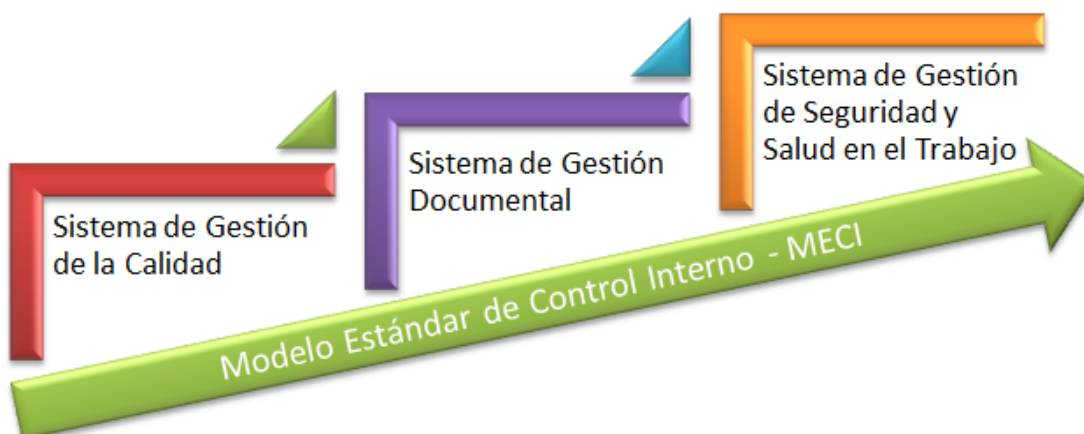 Sistema de Gestión
de la Calidad
Sistema de Gestión
Documental
Sistema de Gestión
de Seguridad y
Salud en el Trabajo
Modelo Estándar de Control Interno - MECI